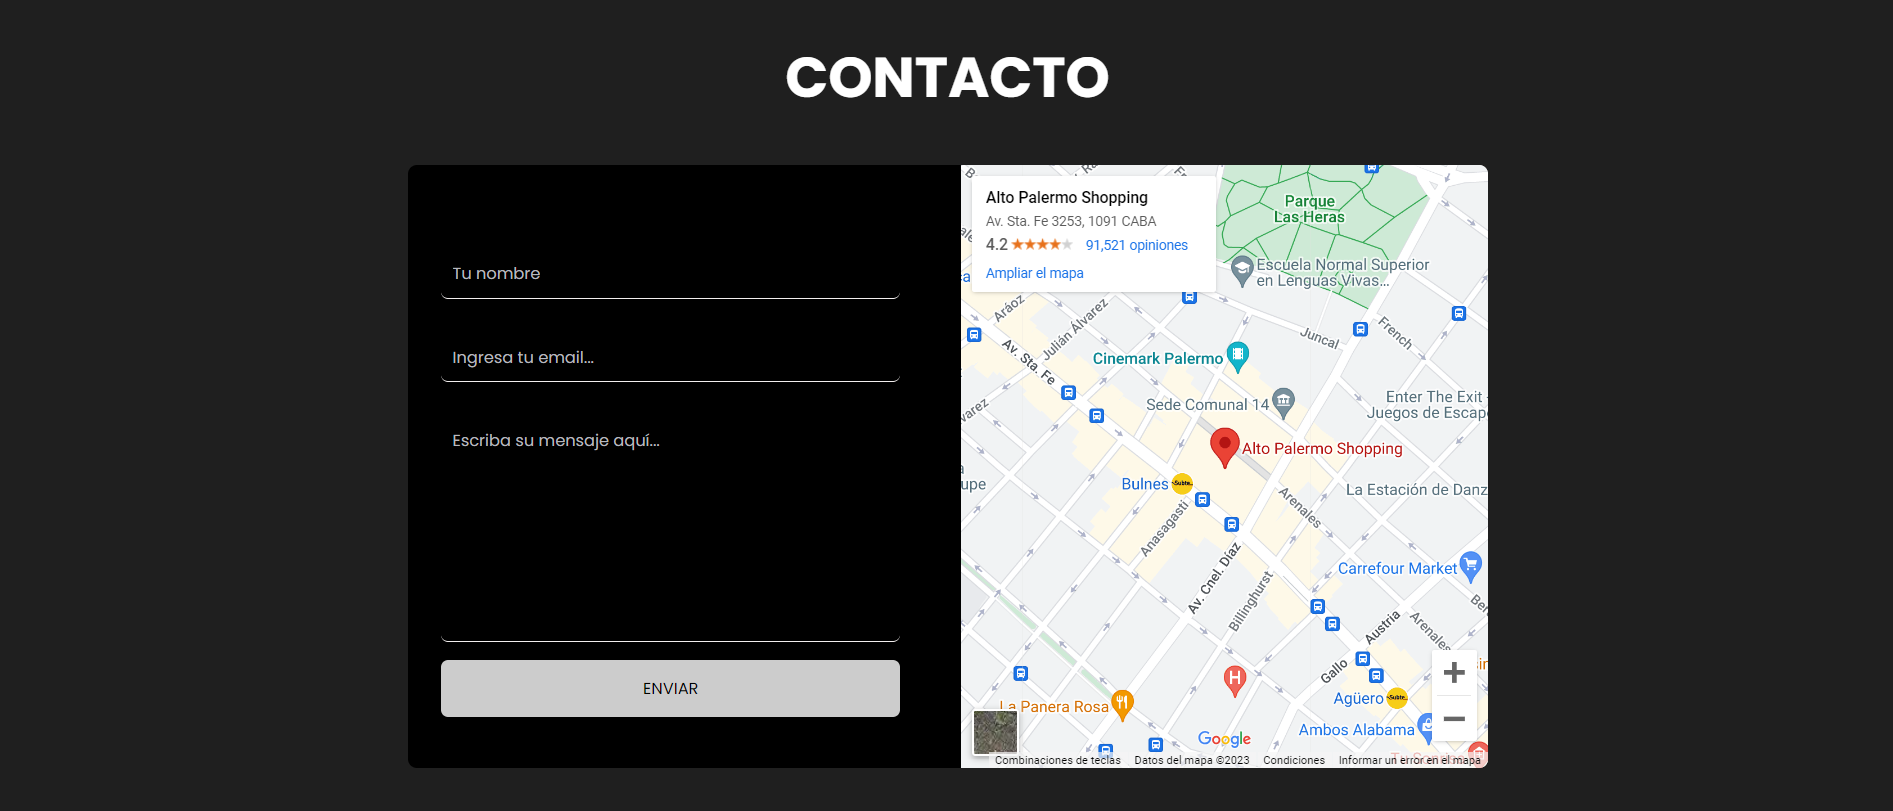 CONTACTO
Tu nombre
Ingresa tu email...
Escriba su mensaje aquí...
ENVIAR
Alto Palermo Shopping
Av. Sta. Fe 3253, 1091 CABA
4.2
91,521 opiniones
Ampliar el mapa
Parque
Las Heras
Escuela Normal Superior
en Lenguas Vivas...
Aráoz
Julián Álvarez
Juncal
French
Av. Sta. Fe
Cinemark Palermo
Sede Comunal 14
Enter The Exit -
Juegos de Escape
varez
Alto Palermo Shopping
upe
Bulnes
Subte
La Estación de Danz
Arenales
Anasagasti
Av. Cnel. Díaz
Billinghurst
Carrefour Market
Austria
Arenales
Gallo
Agüero
Subte
La Panera Rosa
H
Ambos Alabama
Google
Combinaciones de teclas
Datos del mapa ©2023
Condiciones
Informar un error en el mapa